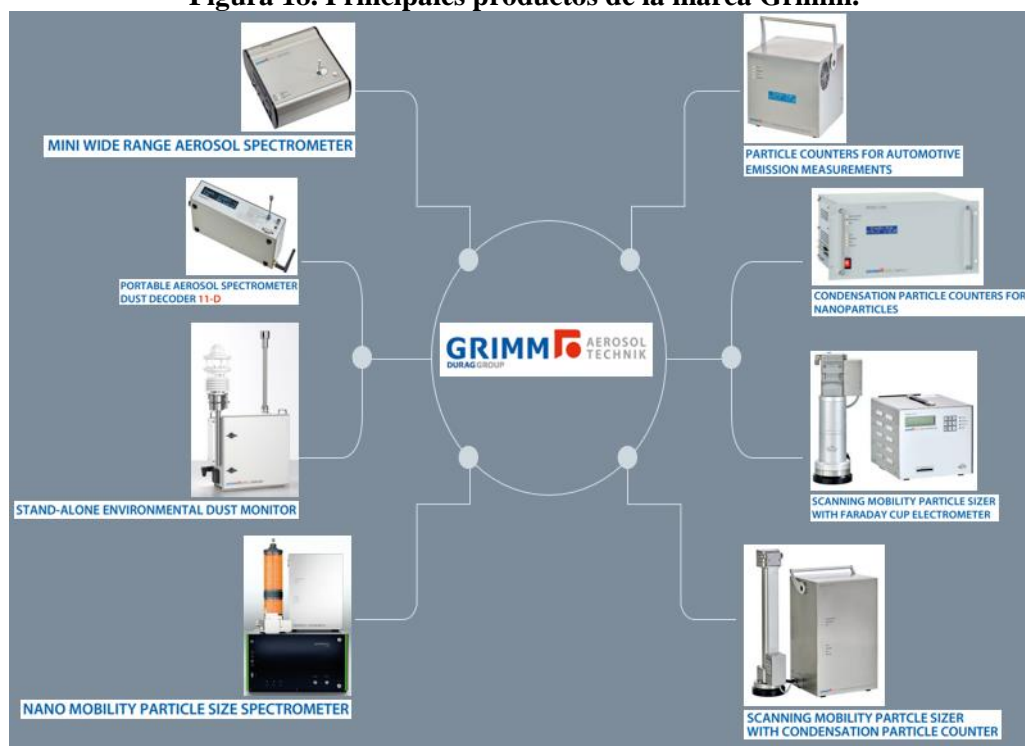 Figura 18. Principales productos de la marca Grimm.
MINI WIDE RANGE AEROSOL SPECTROMETER
PARTICLE COUNTERS FOR AUTOMOTIVE
EMISSION MEASUREMENTS
PORTABLE AEROSOL SPECTROMETER
DUST DECODER 11-D
CONDENSATION PARTICLE COUNTERS FOR
NANOPARTICLES
GRIMM AEROSOL
DURAG GROUP TECHNIK
STAND-ALONE ENVIRONMENTAL DUST MONITOR
SCANNING MOBILITY PARTICLE SIZER
WITH FARADAY CUP ELECTROMETER
NANO MOBILITY PARTICLE SIZE SPECTROMETER
SCANNING MOBILITY PARTCLE SIZER
WITH CONDENSATION PARTICLE COUNTER